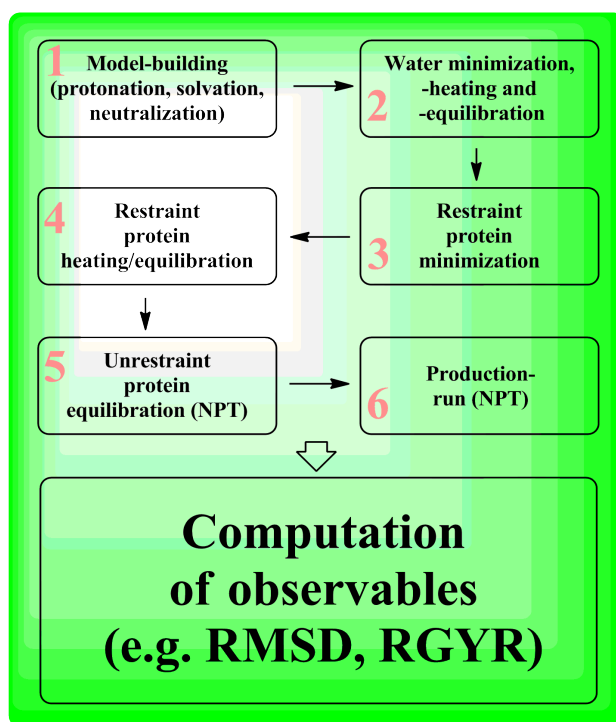 1
Model-building
(protonation, solvation,
neutralization)
2
Water minimization,
-heating and
-equilibration
3
Restraint
protein
minimization
4
Restraint
protein
heating/equilibration
5
Unrestraint
protein
equilibration (NPT)
6
Production-
run (NPT)
Computation
of observables
(e.g. RMSD, RGYR)